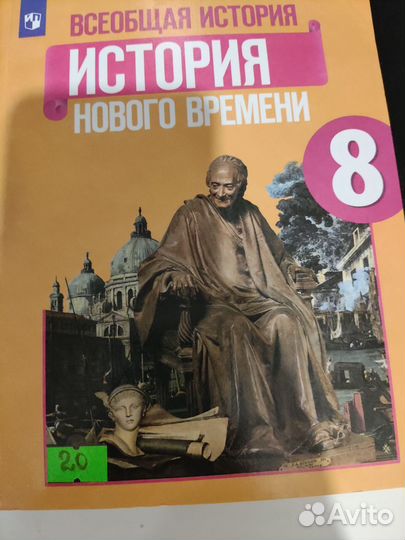 ВСЕОБЩАЯ ИСТОРИЯ
ИСТОРИЯ
НОВОГО ВРЕМЕНИ
8
20
Avito